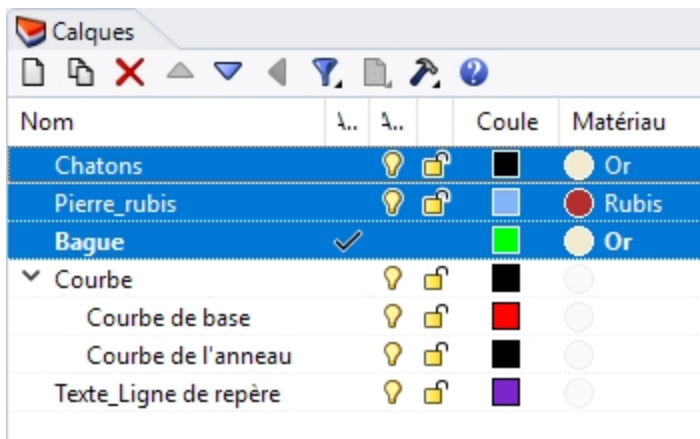 Calques
Nom Coule Matériau
Chatons Or
Pierre_rubis Rubis
Bague Or
Courbe
Courbe de base
Courbe de l'anneau
Texte_Ligne de repère